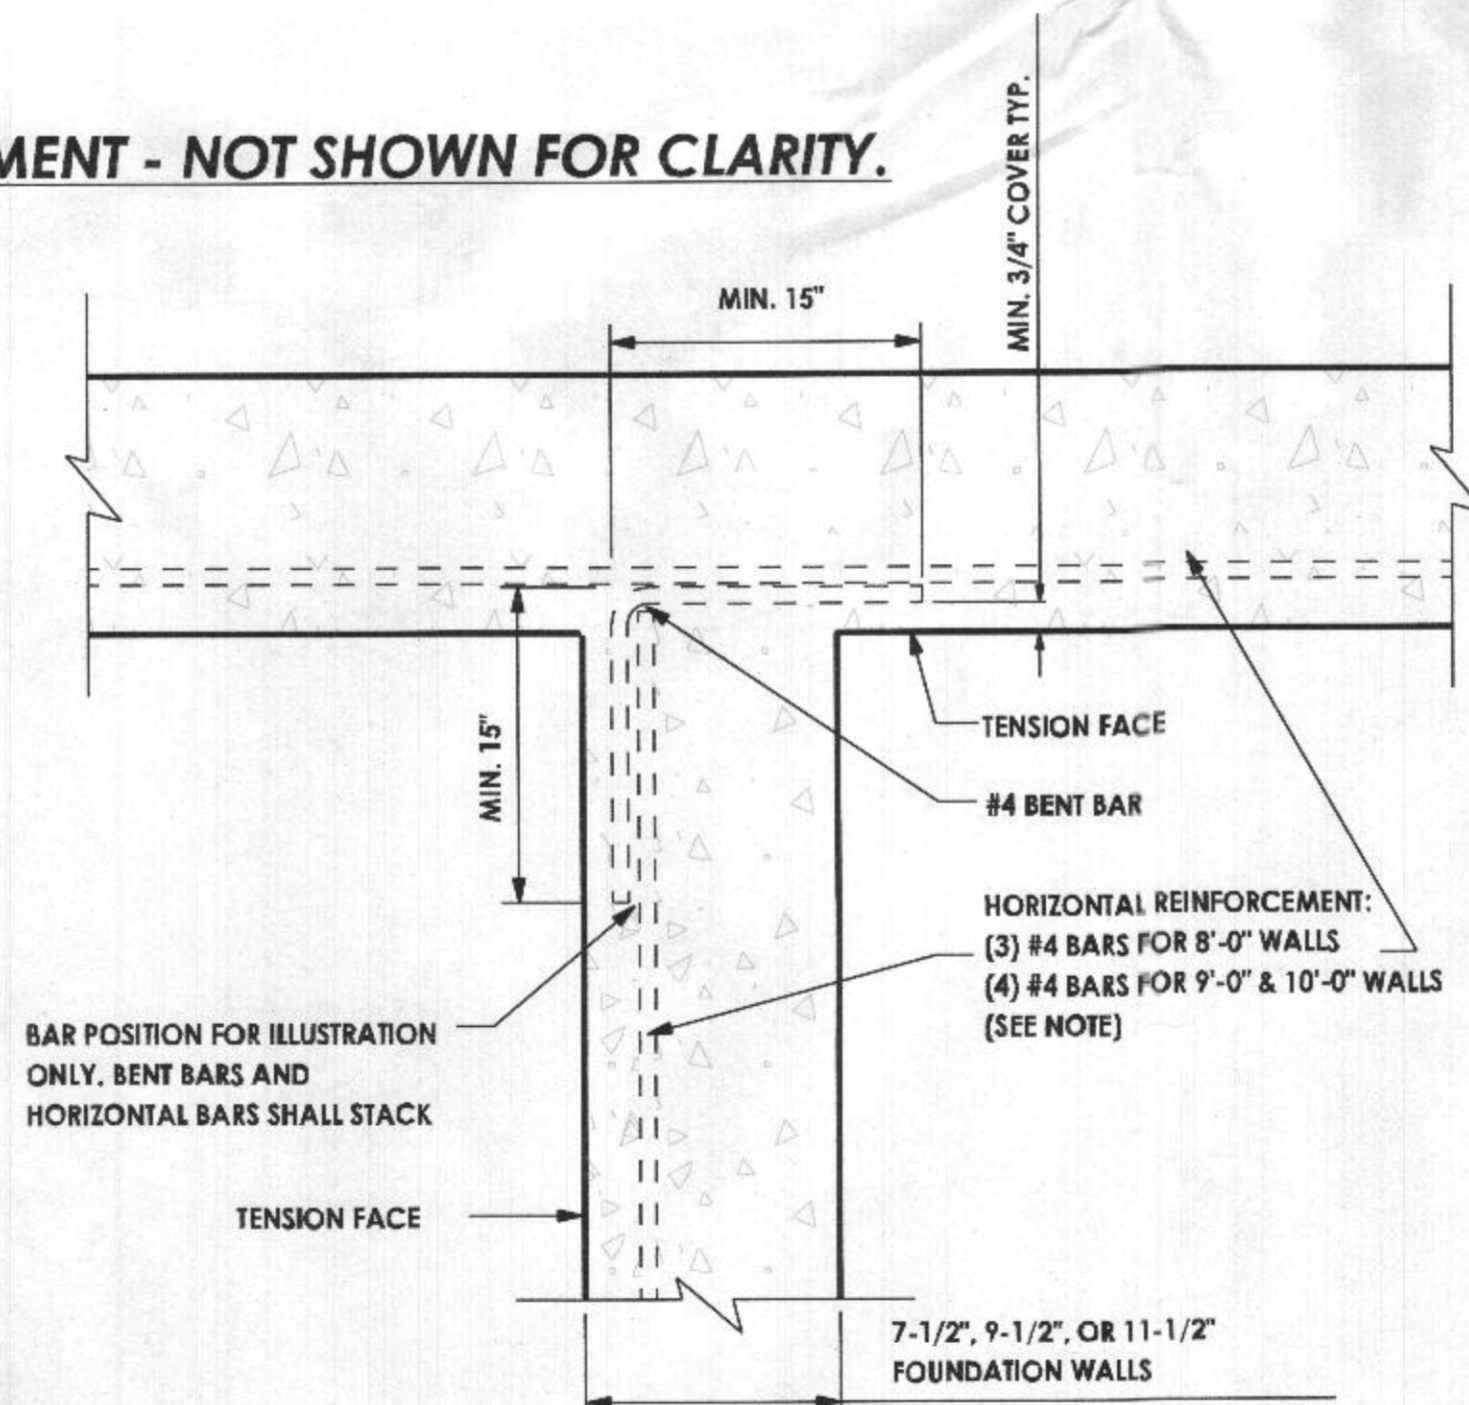 MENT - NOT SHOWN FOR CLARITY.
MIN. 3/4" COVER TYP.
MIN. 15"
MIN. 15"
TENSION FACE
#4 BENT BAR
HORIZONTAL REINFORCEMENT:
(3) #4 BARS FOR 8'-0" WALLS
(4) #4 BARS FOR 9'-0" & 10'-0" WALLS
(SEE NOTE)
BAR POSITION FOR ILLUSTRATION
ONLY. BENT BARS AND
HORIZONTAL BARS SHALL STACK
TENSION FACE
7-1/2", 9-1/2", OR 11-1/2"
FOUNDATION WALLS